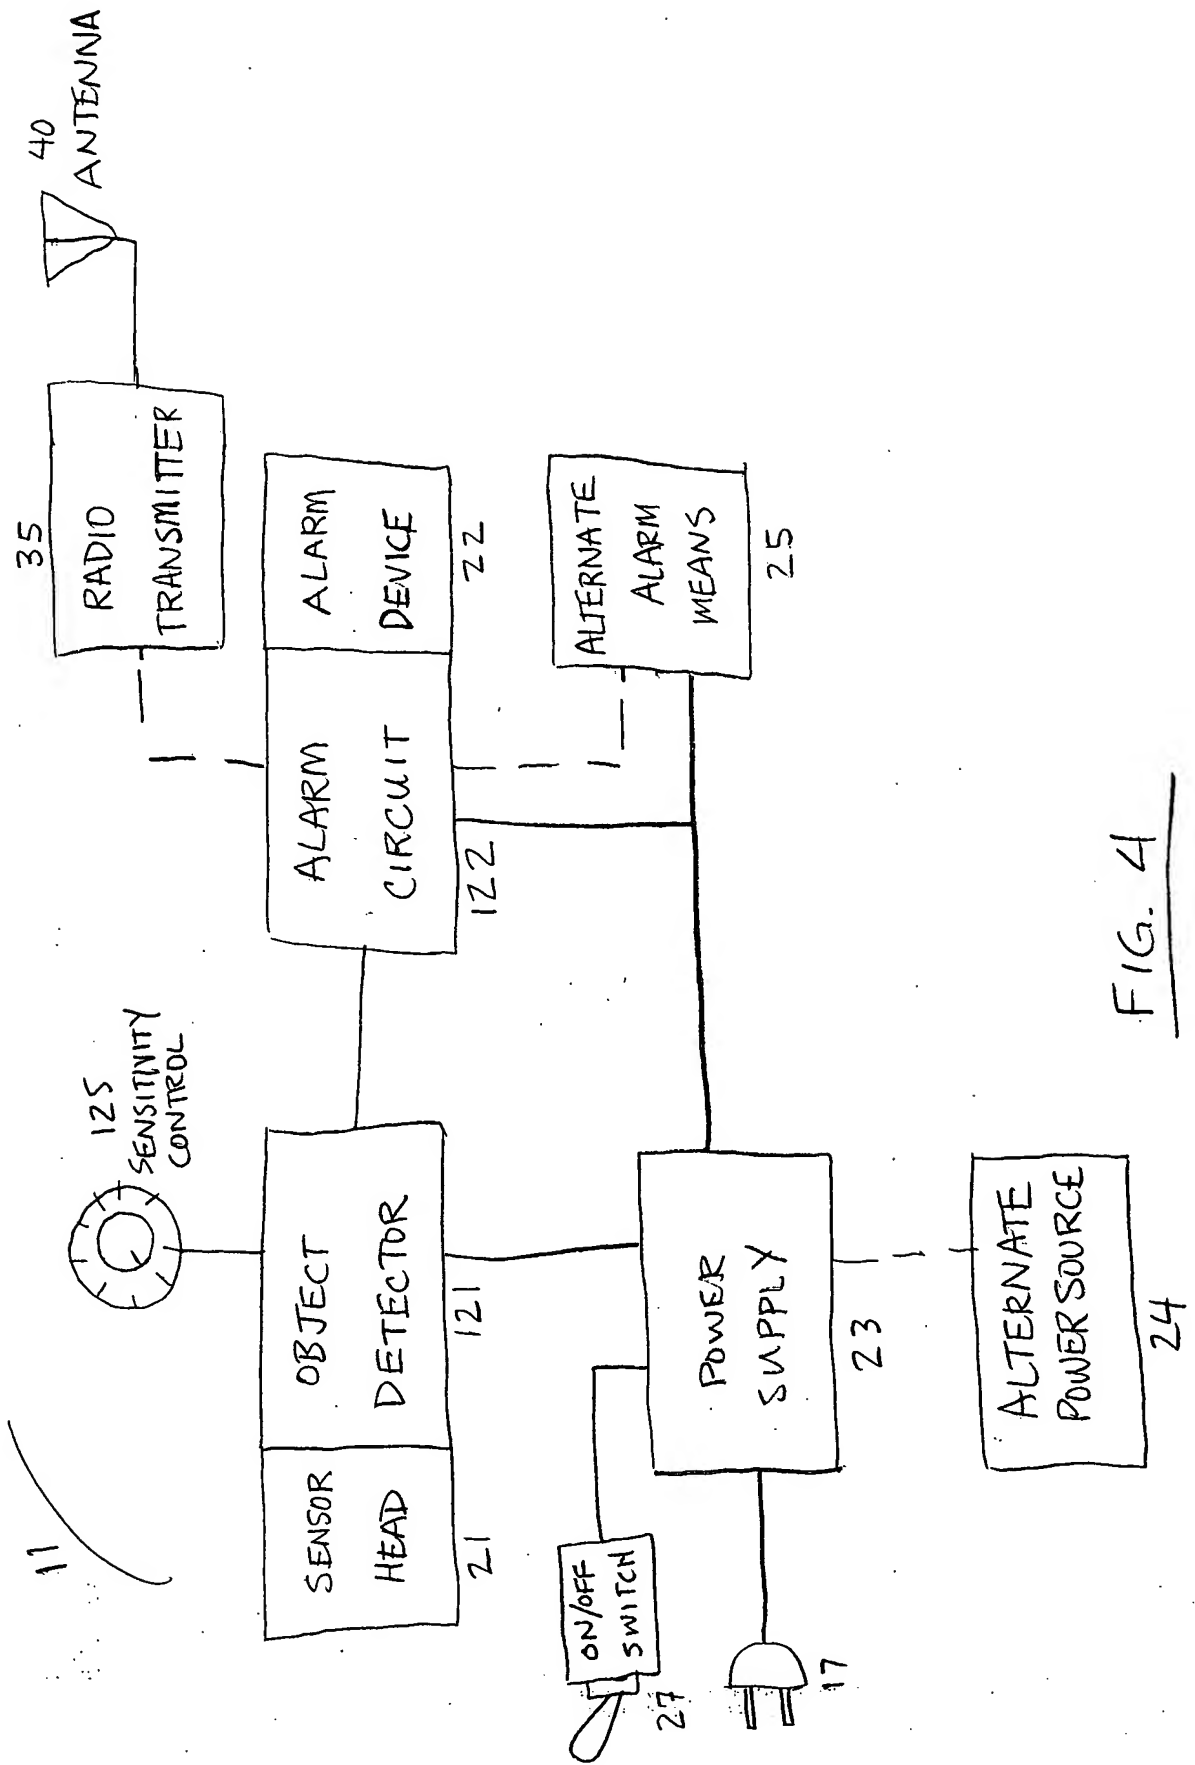 11
125
SENSITIVITY
CONTROL
35
RADIO
TRANSMITTER
40
ANTENNA
SENSOR
HEAD
21
OBJECT
DETECTOR
121
ALARM
CIRCUIT
122
ALARM
DEVICE
22
ON/OFF
SWITCH
27
17
POWER
SUPPLY
23
ALTERNATE
ALARM
MEANS
25
ALTERNATE
POWER SOURCE
24
FIG. 4